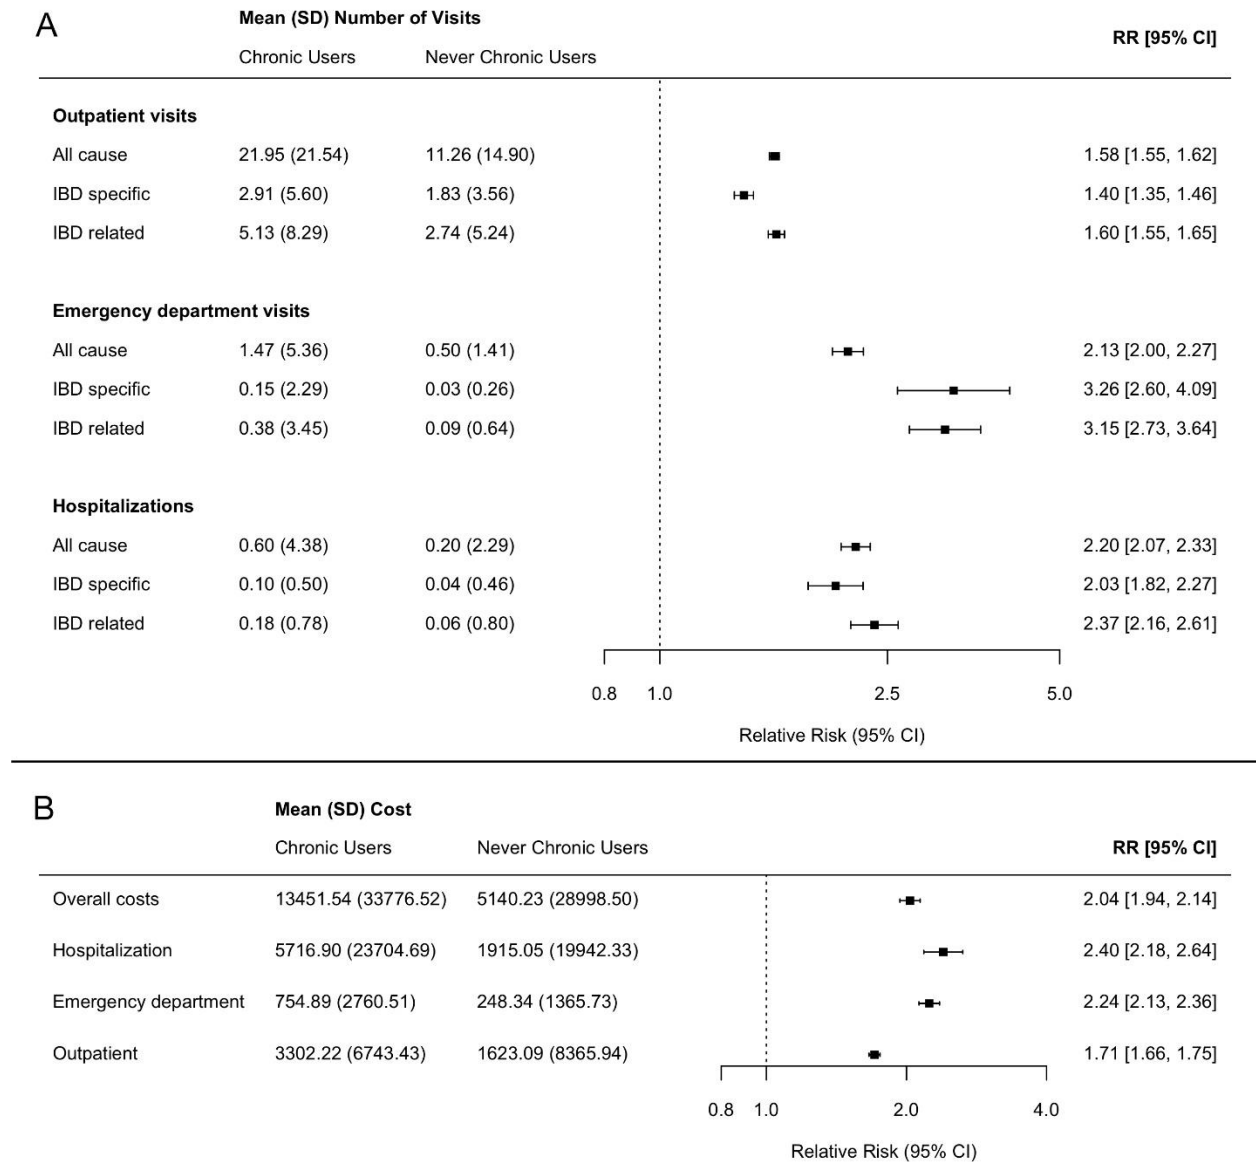 A
Mean (SD) Number of Visits
RR [95% CI]
Chronic Users Never Chronic Users
Outpatient visits
All cause 21.95 (21.54) 11.26 (14.90) 1.58 [1.55, 1.62]
IBD specific 2.91 (5.60) 1.83 (3.56) 1.40 [1.35, 1.46]
IBD related 5.13 (8.29) 2.74 (5.24) 1.60 [1.55, 1.65]
Emergency department visits
All cause 1.47 (5.36) 0.50 (1.41) 2.13 [2.00, 2.27]
IBD specific 0.15 (2.29) 0.03 (0.26) 3.26 [2.60, 4.09]
IBD related 0.38 (3.45) 0.09 (0.64) 3.15 [2.73, 3.64]
Hospitalizations
All cause 0.60 (4.38) 0.20 (2.29) 2.20 [2.07, 2.33]
IBD specific 0.10 (0.50) 0.04 (0.46) 2.03 [1.82, 2.27]
IBD related 0.18 (0.78) 0.06 (0.80) 2.37 [2.16, 2.61]
0.8 1.0 2.5 5.0
Relative Risk (95% CI)
B
Mean (SD) Cost
Chronic Users Never Chronic Users RR [95% CI]
Overall costs 13451.54 (33776.52) 5140.23 (28998.50) 2.04 [1.94, 2.14]
Hospitalization 5716.90 (23704.69) 1915.05 (19942.33) 2.40 [2.18, 2.64]
Emergency department 754.89 (2760.51) 248.34 (1365.73) 2.24 [2.13, 2.36]
Outpatient 3302.22 (6743.43) 1623.09 (8365.94) 1.71 [1.66, 1.75]
0.8 1.0 2.0 4.0
Relative Risk (95% CI)